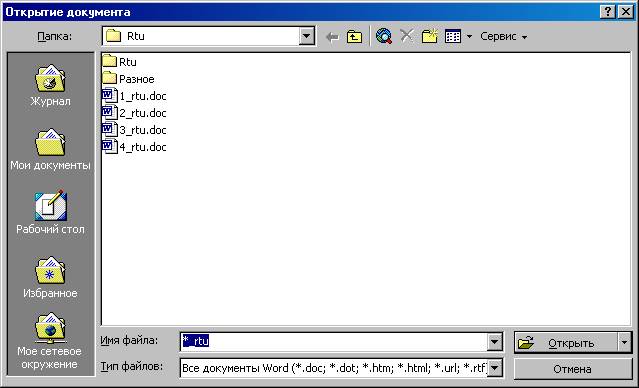 Открытие документа
Папка: Rtu Сервис
Rtu
Разное
1_rtu.doc
2_rtu.doc
3_rtu.doc
4_rtu.doc
Журнал
Мои документы
Рабочий стол
Избранное
Мое сетевое
окружение
Имя файла: *_rtu Открыть
Тип файлов: Все документы Word (*.doc; *.dot; *.htm; *.html; *.url; *.rtf Отмена